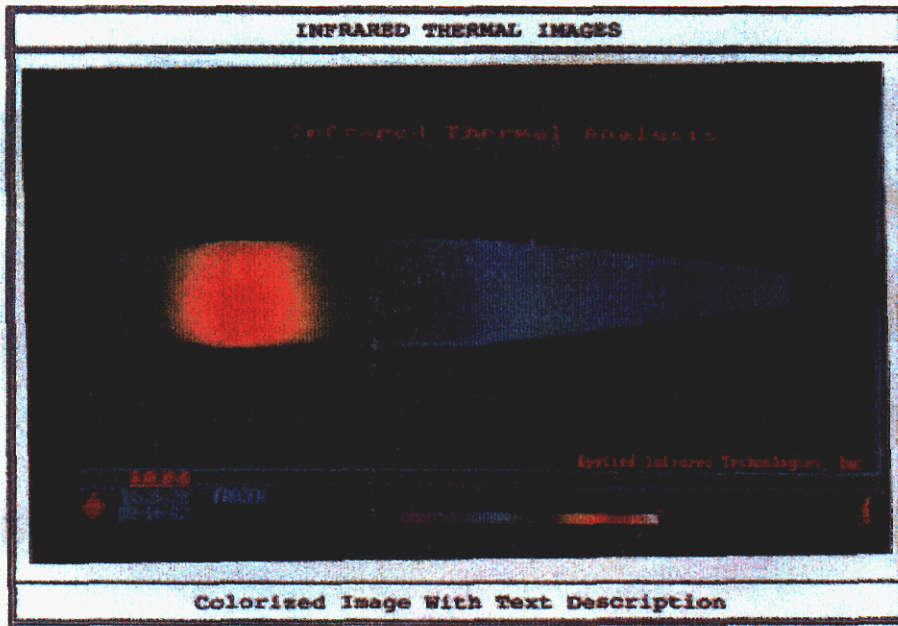 INFRARED THERMAL IMAGES
Infrared Thermal Analysis
Applied Infrared Technologies, Inc.
Colorized Image With Text Description